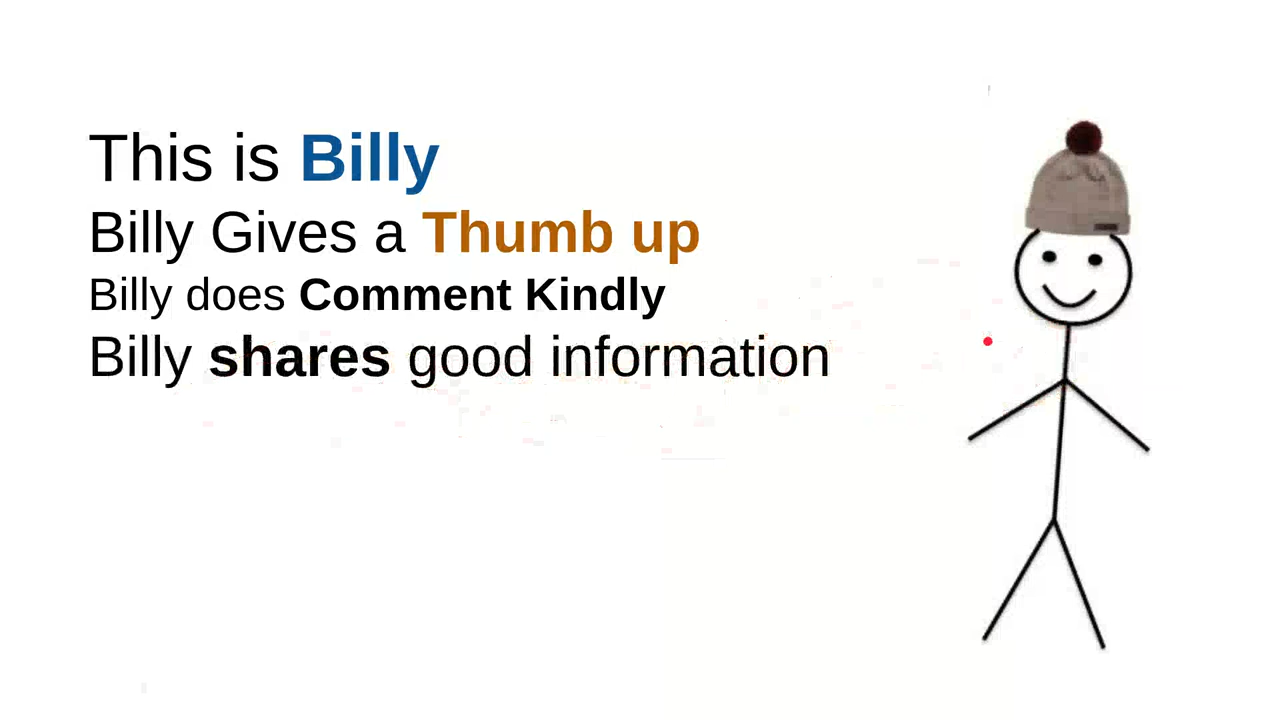 This is Billy
Billy Gives a Thumb up
Billy does Comment Kindly
Billy shares good information